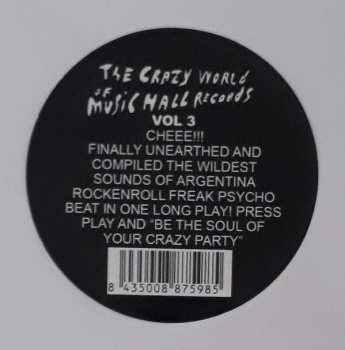 THE CRAZY WORLD
OF
MUSIC HALL RECORDS
VOL 3
CHEEE!!!
FINALLY UNEARTHED AND
COMPILED THE WILDEST
SOUNDS OF ARGENTINA
ROCKENROLL FREAK PSYCHO
BEAT IN ONE LONG PLAY! PRESS
PLAY AND "BE THE SOUL OF
YOUR CRAZY PARTY"
8 435008 875985